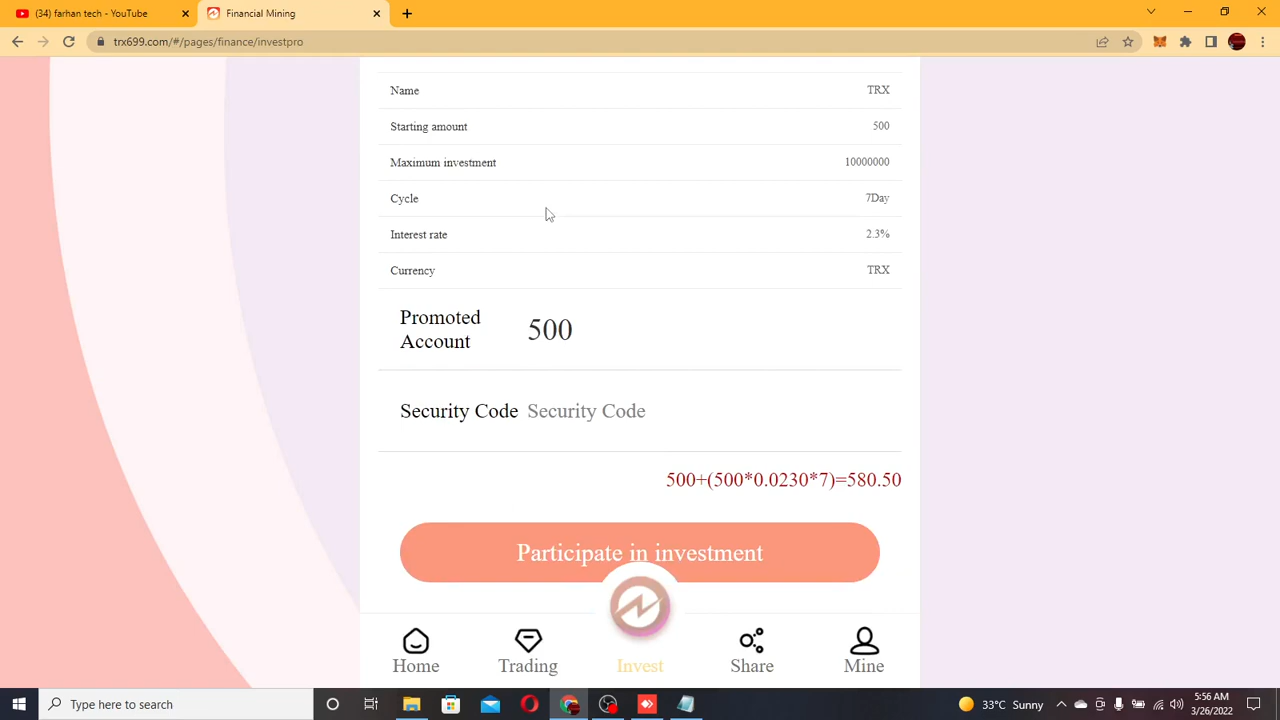 (34) farhan tech - YouTube
Financial Mining
trx699.com/#/pages/finance/investpro
Name TRX
Starting amount 500
Maximum investment 10000000
Cycle 7Day
Interest rate 2.3%
Currency TRX
Promoted
Account 500
Security Code Security Code
500+(500*0.0230*7)=580.50
Participate in investment
Home Trading Invest Share Mine
Type here to search
33°C Sunny
5:56 AM
3/26/2022